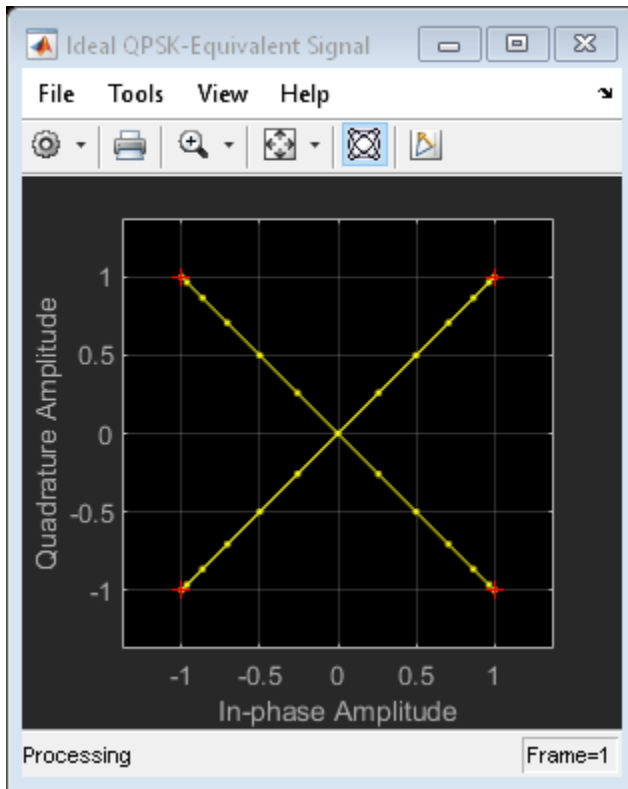 Ideal QPSK-Equivalent Signal
File Tools View Help
Quadrature Amplitude
1
0.5
0
-0.5
-1
-1 -0.5 0 0.5 1
In-phase Amplitude
Processing Frame=1